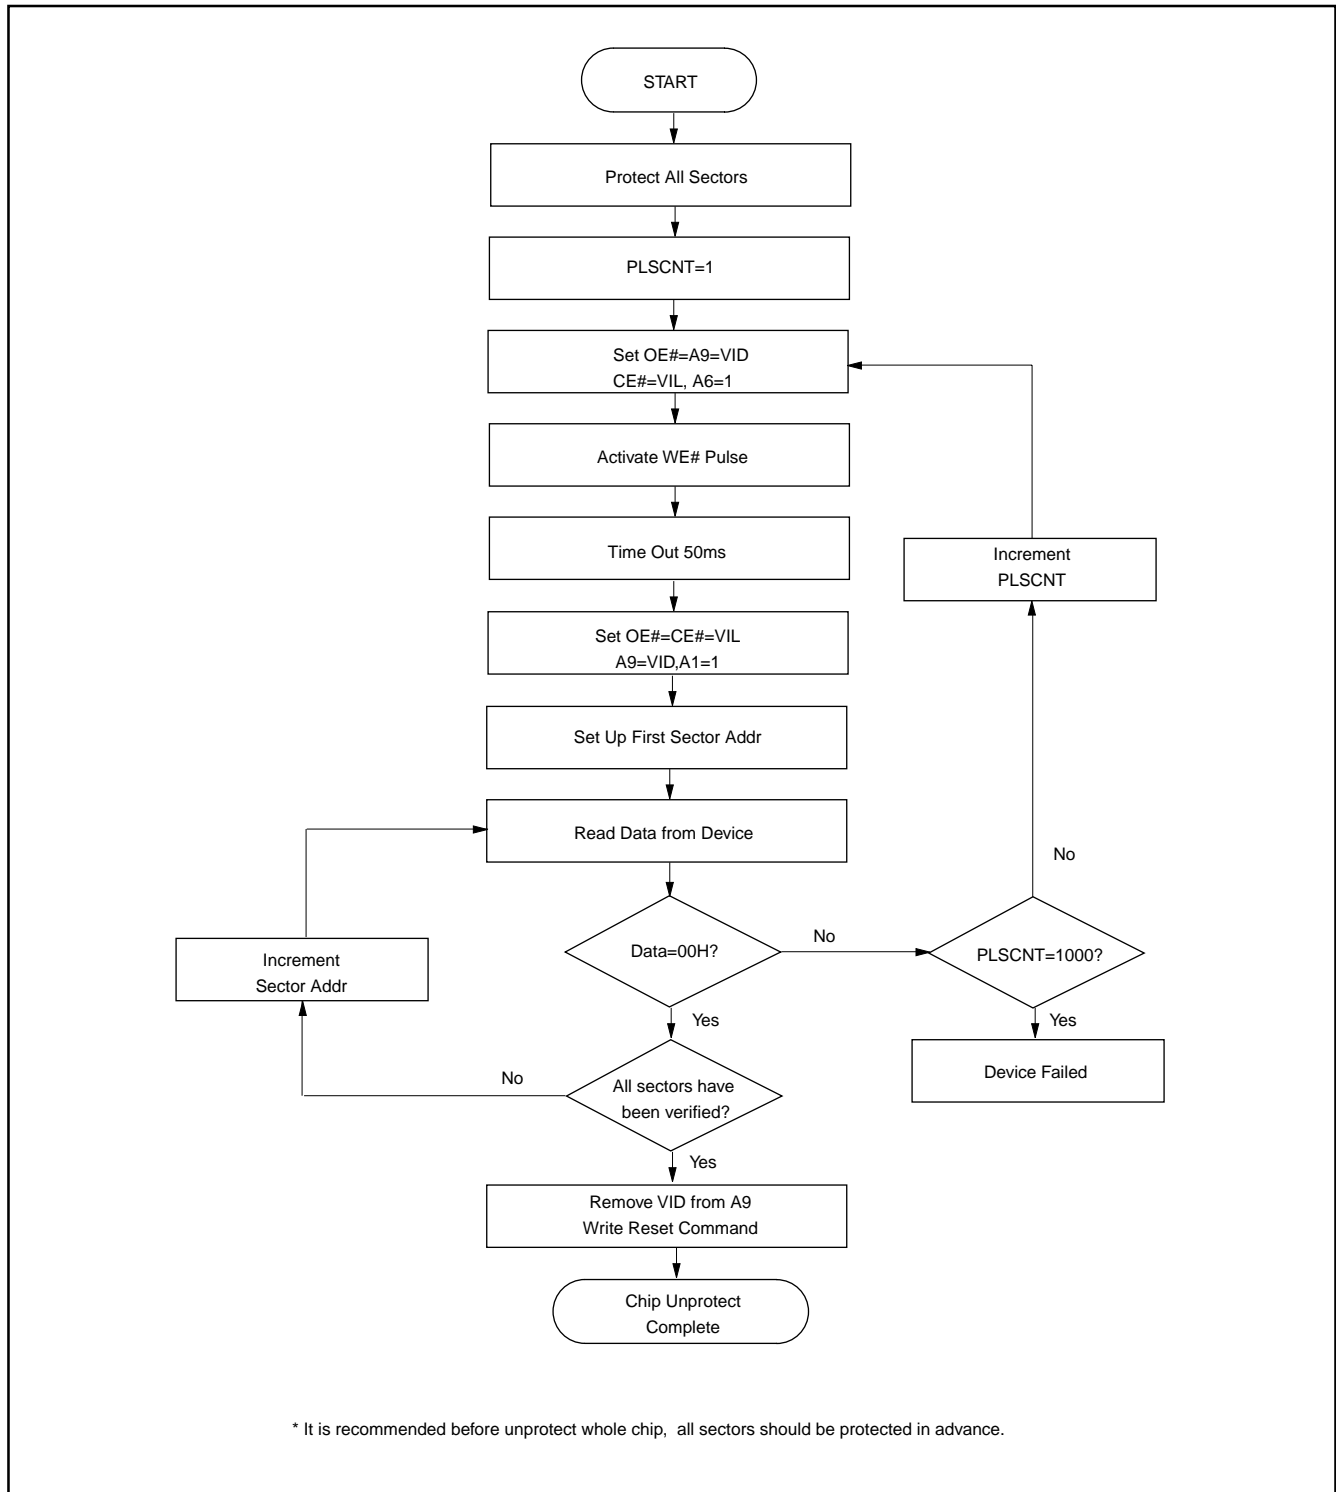 START
Protect All Sectors
PLSCNT=1
Set OE#=A9=VID
CE#=VIL, A6=1
Activate WE# Pulse
Time Out 50ms
Increment
PLSCNT
Set OE#=CE#=VIL
A9=VID,A1=1
Set Up First Sector Addr
Read Data from Device
No
Data=00H?
No
PLSCNT=1000?
Increment
Sector Addr
Yes
Yes
Device Failed
No
All sectors have
been verified?
Yes
Remove VID from A9
Write Reset Command
Chip Unprotect
Complete
* It is recommended before unprotect whole chip, all sectors should be protected in advance.